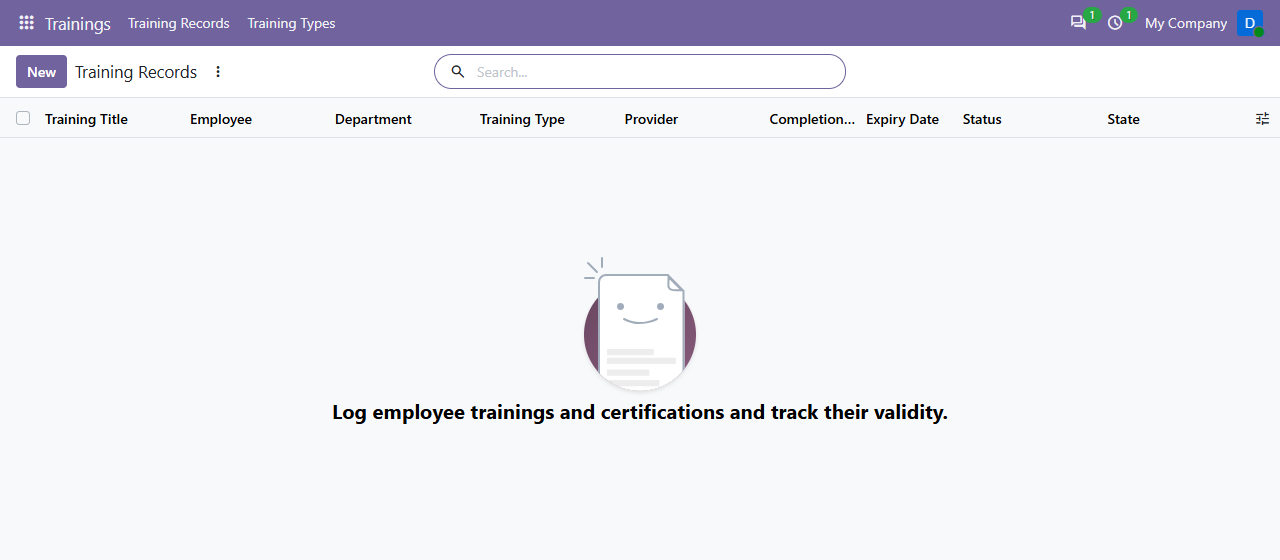 Trainings Training Records Training Types 1 1 My Company D
New Training Records Search...
Training Title Employee Department Training Type Provider Completion... Expiry Date Status State
Log employee trainings and certifications and track their validity.